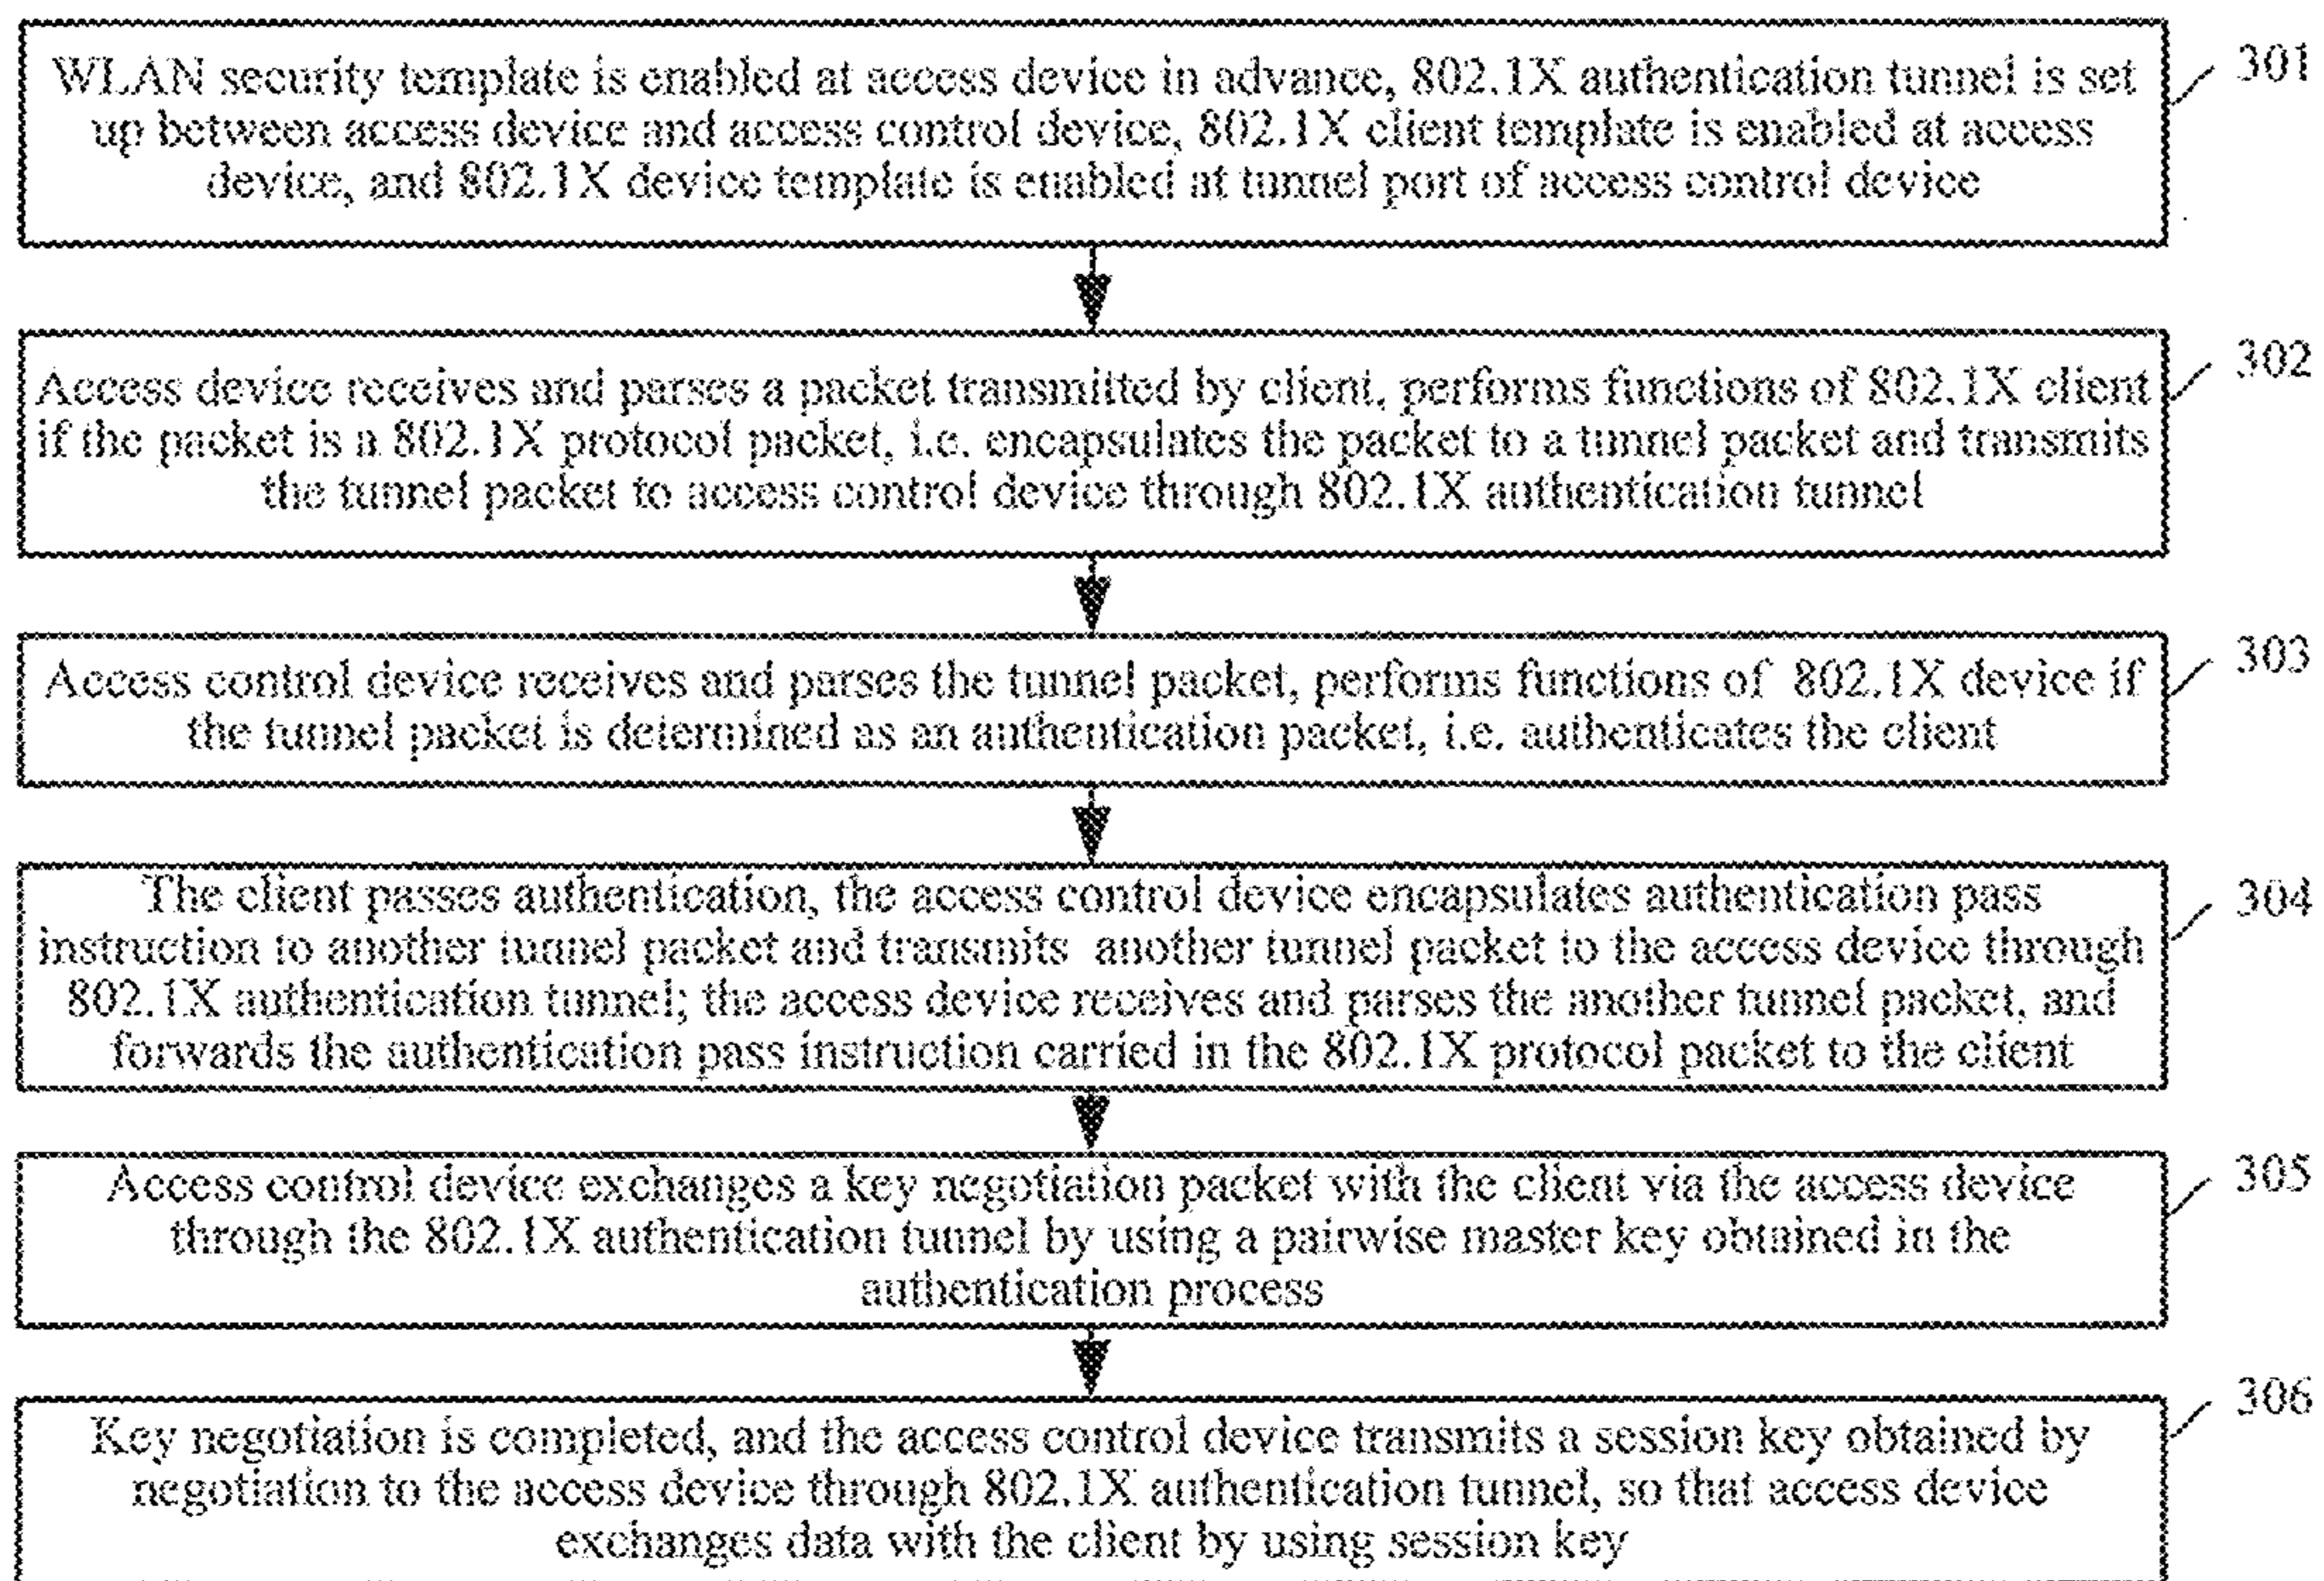 WLAN security template is enabled at access device in advance, 802.1X authentication tunnel is set
up between access device and access control device, 802.1X client template is enabled at access
device, and 802.1X device template is enabled at tunnel port of access control device
301
Access device receives and parses a packet transmitted by client, performs functions of 802.1X client
if the packet is a 802.1X protocol packet, i.e. encapsulates the packet to a tunnel packet and transmits
the tunnel packet to access control device through 802.1X authentication tunnel
302
Access control device receives and parses the tunnel packet, performs functions of 802.1X device if
the tunnel packet is determined as an authentication packet, i.e. authenticates the client
303
The client passes authentication, the access control device encapsulates authentication pass
instruction to another tunnel packet and transmits another tunnel packet to the access device through
802.1X authentication tunnel; the access device receives and parses the another tunnel packet, and
forwards the authentication pass instruction carried in the 802.1X protocol packet to the client
304
Access control device exchanges a key negotiation packet with the client via the access device
through the 802.1X authentication tunnel by using a pairwise master key obtained in the
authentication process
305
Key negotiation is completed, and the access control device transmits a session key obtained by
negotiation to the access device through 802.1X authentication tunnel, so that access device
exchanges data with the client by using session key
306